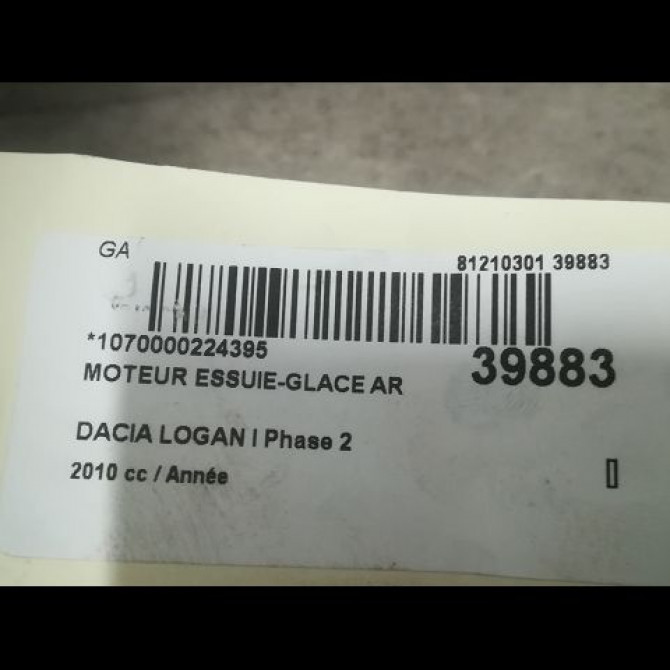 GA
81210301 39883
*1070000224395
39883
MOTEUR ESSUIE-GLACE AR
DACIA LOGAN I Phase 2
2010 cc / Année